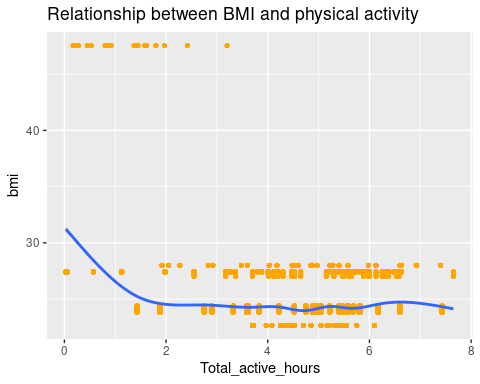 Relationship between BMI and physical activity
bmi
40
30
0 2 4 6 8
Total_active_hours